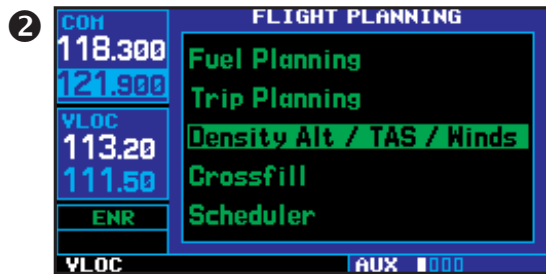 2
COM
118.300
121.900
VLOC
113.20
111.50
ENR
VLOC
FLIGHT PLANNING
Fuel Planning
Trip Planning
Density Alt / TAS / Winds
Crossfill
Scheduler
AUX